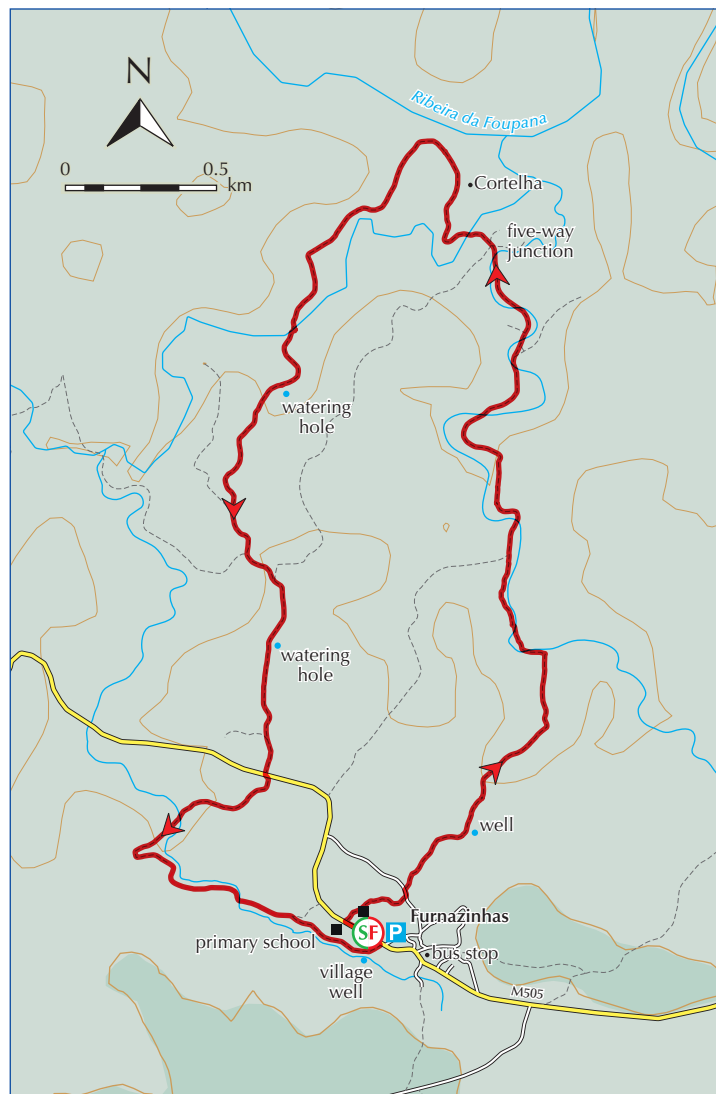 N
0 0.5
km
Ribeira da Foupana
Cortelha
five-way
junction
watering
hole
watering
hole
well
Furnazinhas
SF
P
primary school
bus stop
village
well
M505